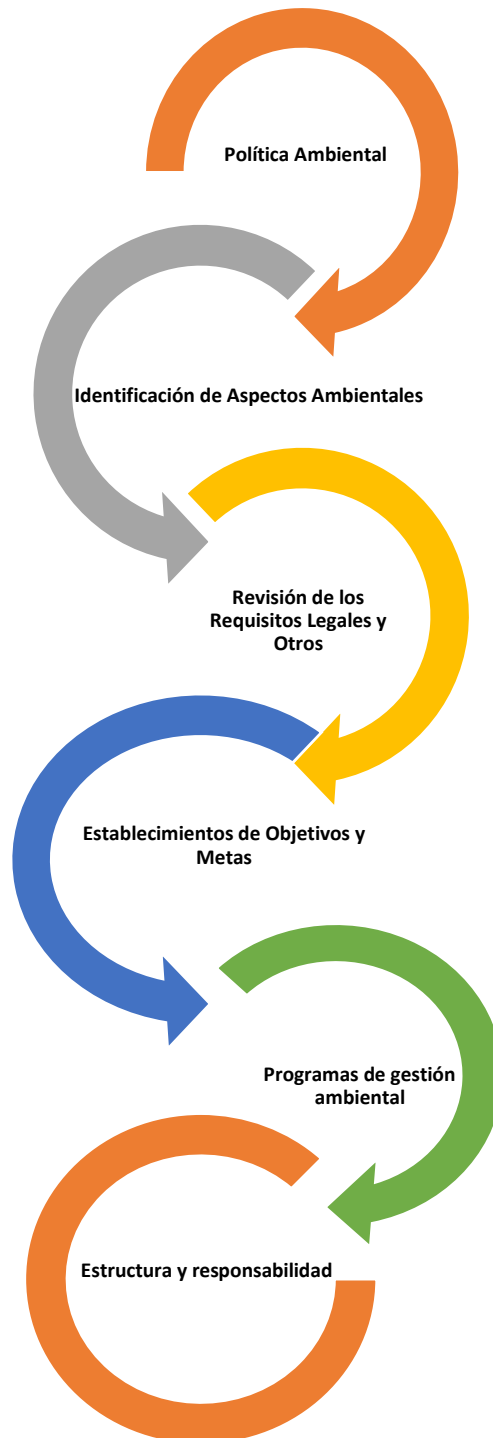 Política Ambiental
Identificación de Aspectos Ambientales
Revisión de los
Requisitos Legales y
Otros
Establecimientos de Objetivos y
Metas
Programas de gestión
ambiental
Estructura y responsabilidad